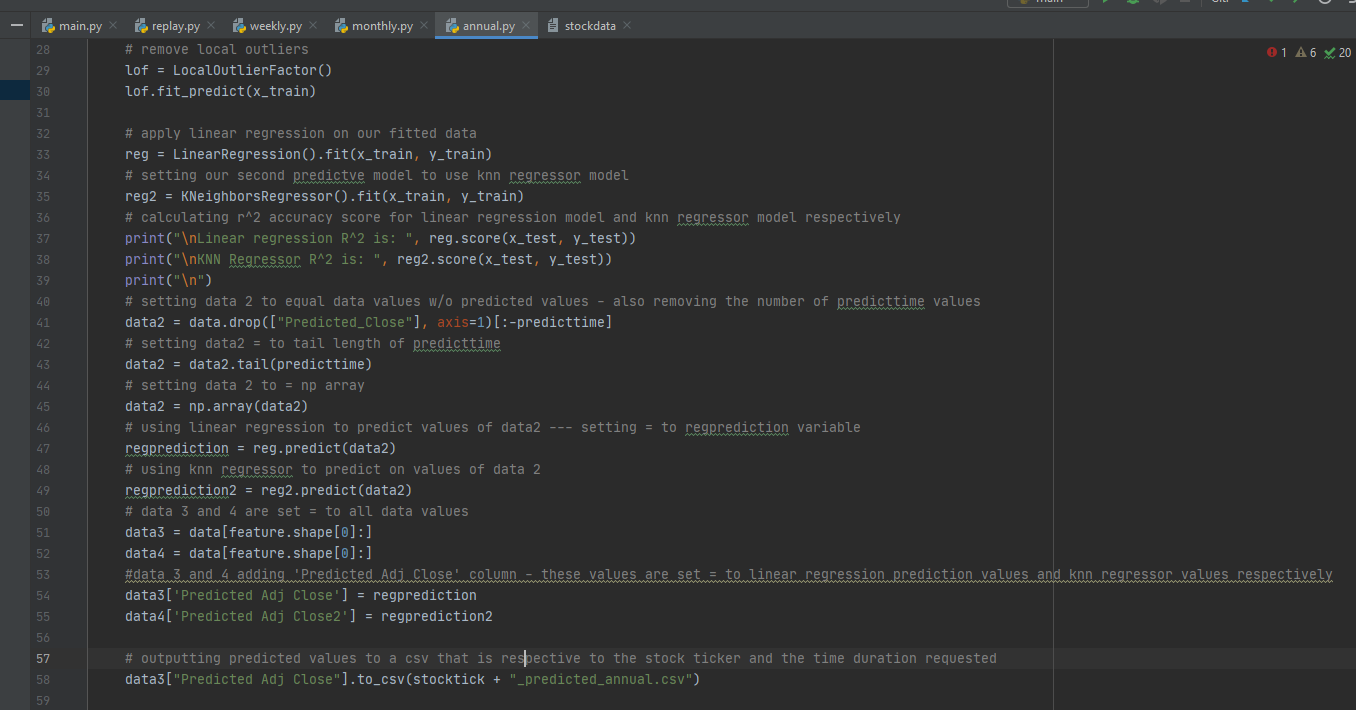 main.py replay.py weekly.py monthly.py annual.py stockdata
1 6 20
28 # remove local outliers
29 lof = LocalOutlierFactor()
30 lof.fit_predict(x_train)
31
32 # apply linear regression on our fitted data
33 reg = LinearRegression().fit(x_train, y_train)
34 # setting our second predictve model to use knn regressor model
35 reg2 = KNeighborsRegressor().fit(x_train, y_train)
36 # calculating r^2 accuracy score for linear regression model and knn regressor model respectively
37 print("\nLinear regression R^2 is: ", reg.score(x_test, y_test))
38 print("\nKNN Regressor R^2 is: ", reg2.score(x_test, y_test))
39 print("\n")
40 # setting data 2 to equal data values w/o predicted values - also removing the number of predicttime values
41 data2 = data.drop(["Predicted_Close"], axis=1)[:-predicttime]
42 # setting data2 = to tail length of predicttime
43 data2 = data2.tail(predicttime)
44 # setting data 2 to = np array
45 data2 = np.array(data2)
46 # using linear regression to predict values of data2 --- setting = to regprediction variable
47 regprediction = reg.predict(data2)
48 # using knn regressor to predict on values of data 2
49 regprediction2 = reg2.predict(data2)
50 # data 3 and 4 are set = to all data values
51 data3 = data[feature.shape[0]:]
52 data4 = data[feature.shape[0]:]
53 #data 3 and 4 adding 'Predicted Adj Close' column - these values are set = to linear regression prediction values and knn regressor values respectively
54 data3['Predicted Adj Close'] = regprediction
55 data4['Predicted Adj Close2'] = regprediction2
56
57 # outputting predicted values to a csv that is respective to the stock ticker and the time duration requested
58 data3["Predicted Adj Close"].to_csv(stocktick + "_predicted_annual.csv")
59